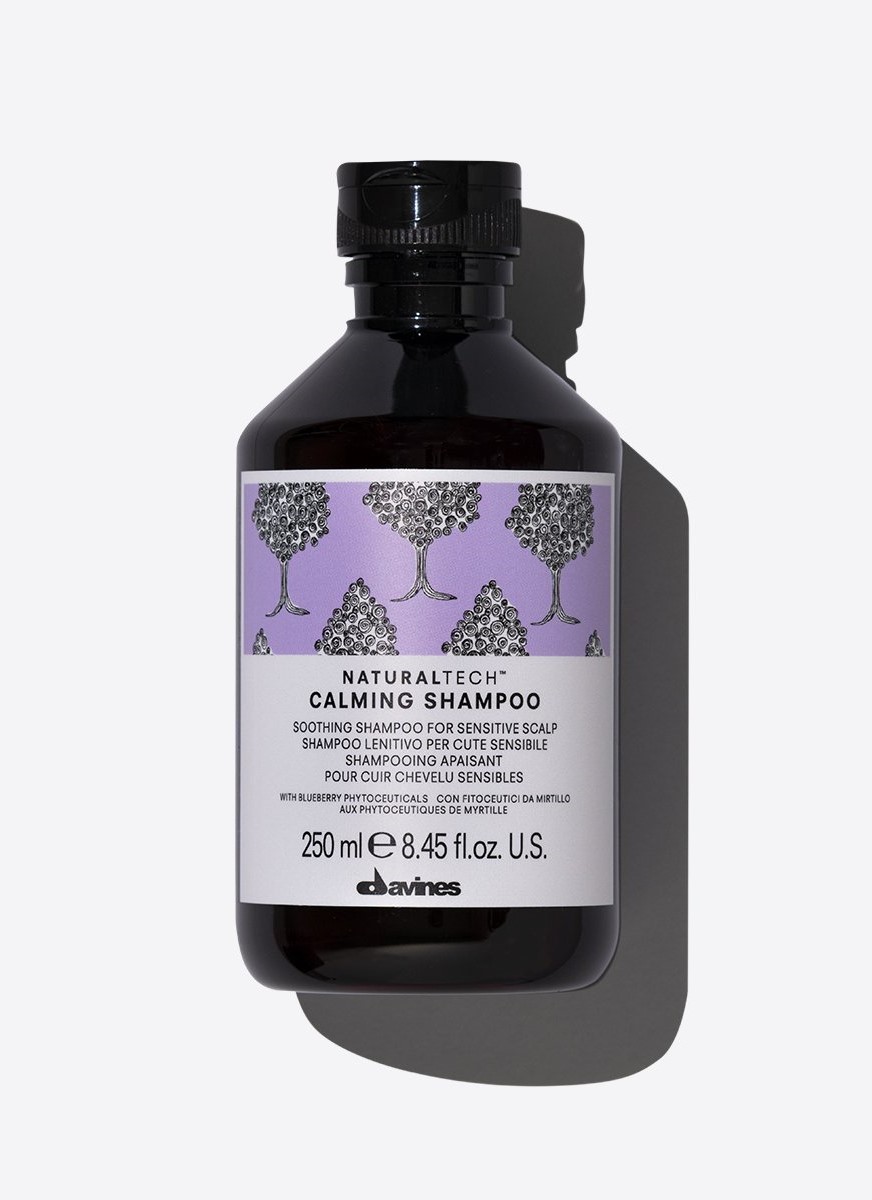 NATURALTECH™
CALMING SHAMPOO
SOOTHING SHAMPOO FOR SENSITIVE SCALP
SHAMPOO LENITIVO PER CUTE SENSIBILE
SHAMPOOING APAISANT
POUR CUIR CHEVELU SENSIBLES
WITH BLUEBERRY PHYTOCEUTICALS CON FITOCEUTICI DA MIRTILLO
AUX PHYTOCEUTIQUES DE MYRTILLE
250 ml ℮ 8.45 fl.oz. U.S.
davines